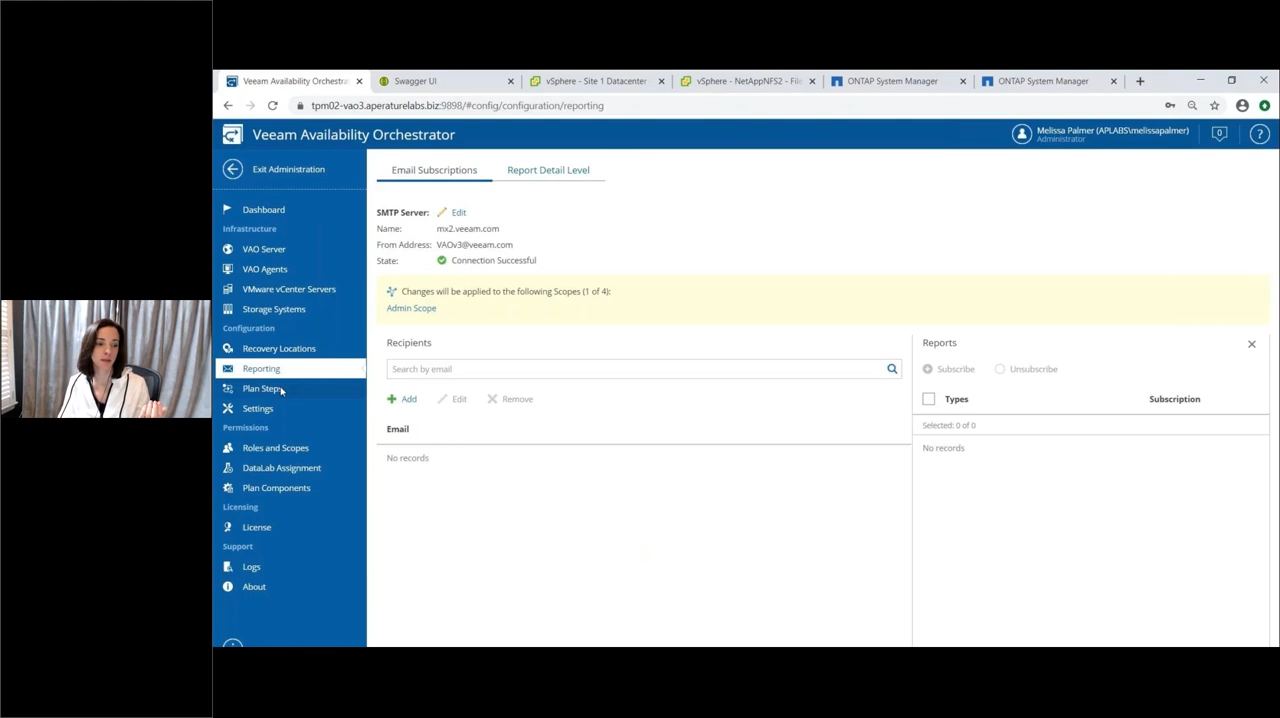 Veeam Availability Orchestra
Swagger UI
vSphere - Site 1 Datacenter
vSphere - NetAppNFS2 - File
ONTAP System Manager
ONTAP System Manager
tpm02-vao3.aperaturelabs.biz:9898/#config/configuration/reporting
Veeam Availability Orchestrator
Melissa Palmer (APLABS\melissapalmer)
Administrator
0
?
Exit Administration
Dashboard
Infrastructure
VAO Server
VAO Agents
VMware vCenter Servers
Storage Systems
Configuration
Recovery Locations
Reporting
Plan Steps
Settings
Permissions
Roles and Scopes
DataLab Assignment
Plan Components
Licensing
License
Support
Logs
About
Email Subscriptions
Report Detail Level
SMTP Server: Edit
Name: mx2.veeam.com
From Address: VAOv3@veeam.com
State: Connection Successful
Changes will be applied to the following Scopes (1 of 4):
Admin Scope
Recipients
Search by email
Add Edit Remove
Email
No records
Reports
Subscribe Unsubscribe
Types Subscription
Selected: 0 of 0
No records